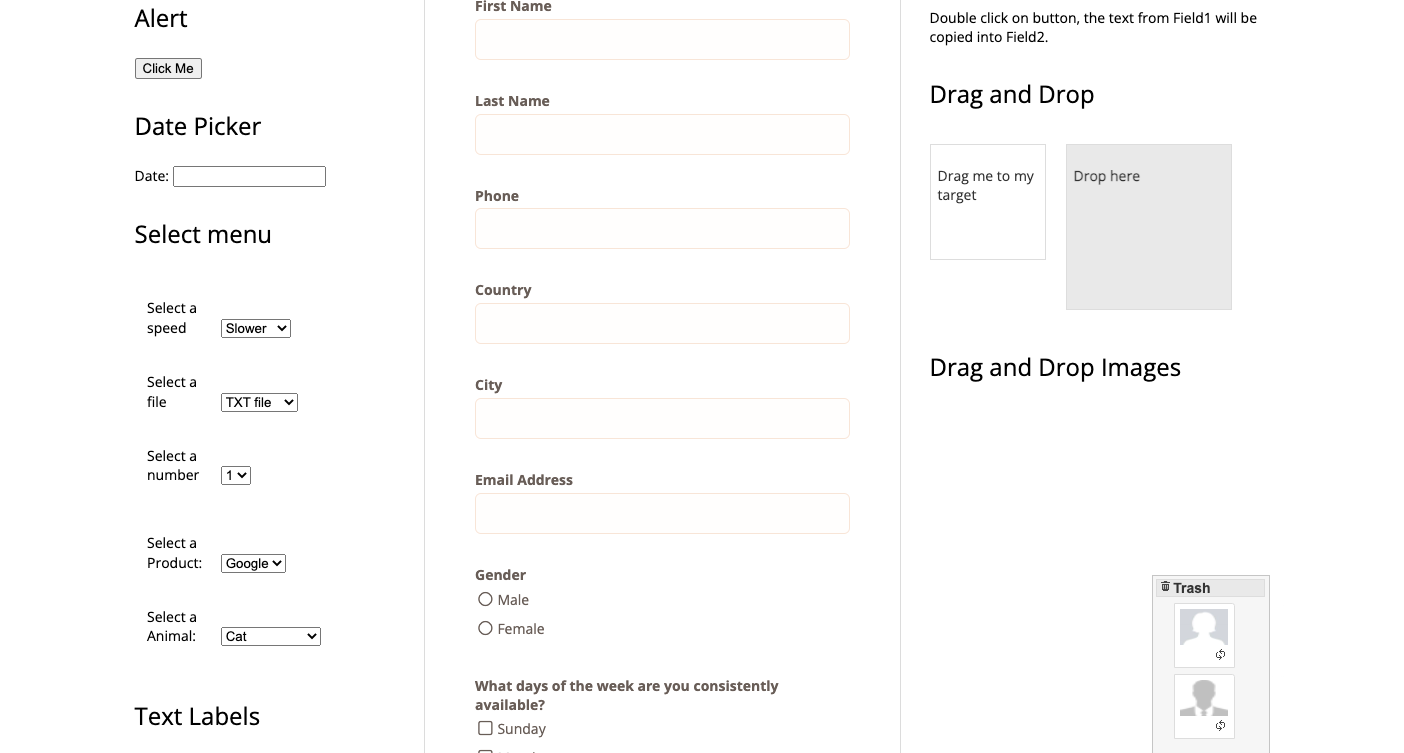 Alert
Click Me
Date Picker
Date:
Select menu
Select a
speed
Slower
Select a
file
TXT file
Select a
number
1
Select a
Product:
Google
Select a
Animal:
Cat
Text Labels
First Name
Last Name
Phone
Country
City
Email Address
Gender
Male
Female
What days of the week are you consistently
available?
Sunday
Double click on button, the text from Field1 will be
copied into Field2.
Drag and Drop
Drag me to my
target
Drop here
Drag and Drop Images
Trash